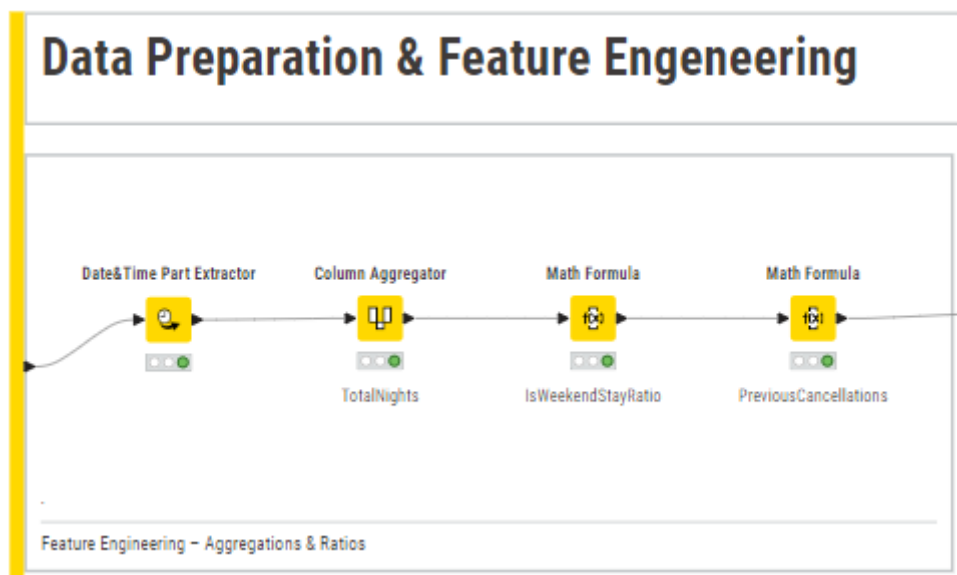 Data Preparation & Feature Engeneering
Date&Time Part Extractor
Column Aggregator
Math Formula
Math Formula
f(x)
f(x)
TotalNights
IsWeekendStayRatio
PreviousCancellations
Feature Engineering – Aggregations & Ratios